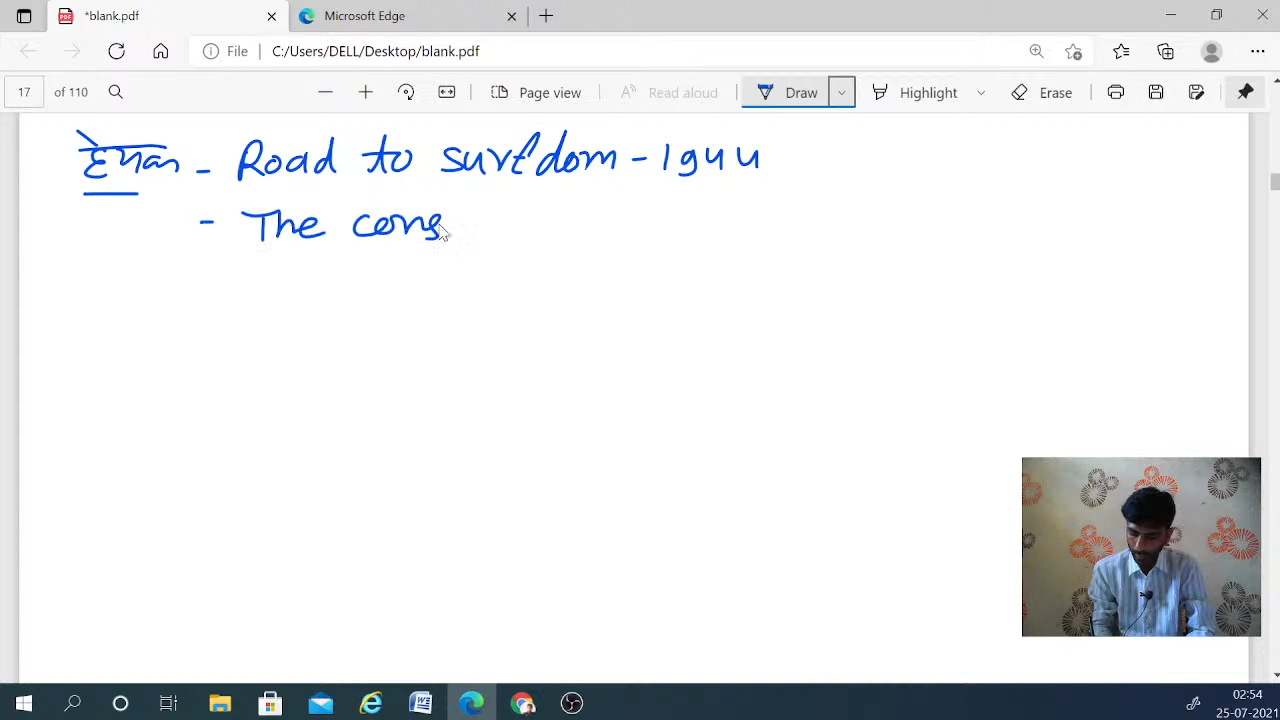 *blank.pdf
Microsoft Edge
File C:/Users/DELL/Desktop/blank.pdf
17 of 110 Page view Read aloud Draw Highlight Erase
हेयक - Road to surfdom - 1944
- The cons
02:54
25-07-2021